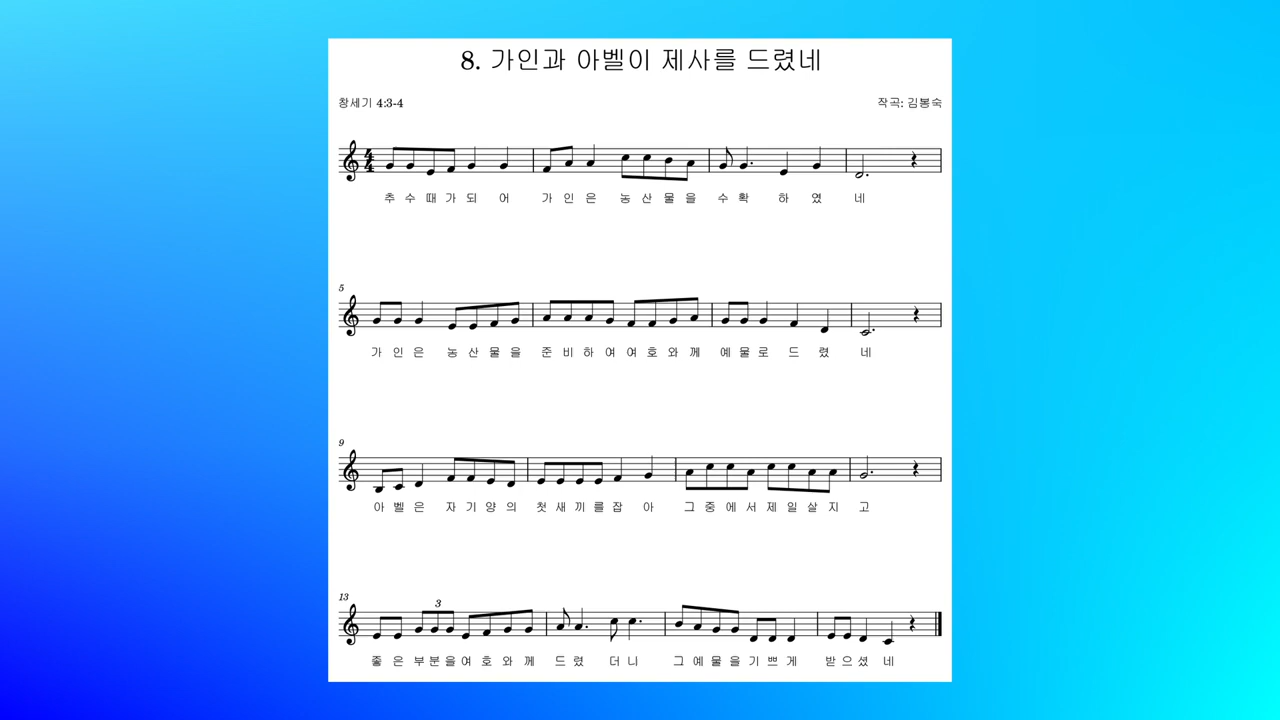 8. 가인과 아벨이 제사를 드렸네
창세기 4:3-4
작곡: 김봉숙
4
4
추 수 때 가 되 어 가 인 은 농 산 물 을 수 확 하 였 네
5
가 인 은 농 산 물 을 준 비 하 여 여 호 와 께 예 물 로 드 렸 네
9
아 벨 은 자 기 양 의 첫 새 끼 를 잡 아 그 중 에 서 제 일 살 지 고
13
3
좋 은 부 분 을 여 호 와 께 드 렸 더 니 그 예 물 을 기 쁘 게 받 으 셨 네